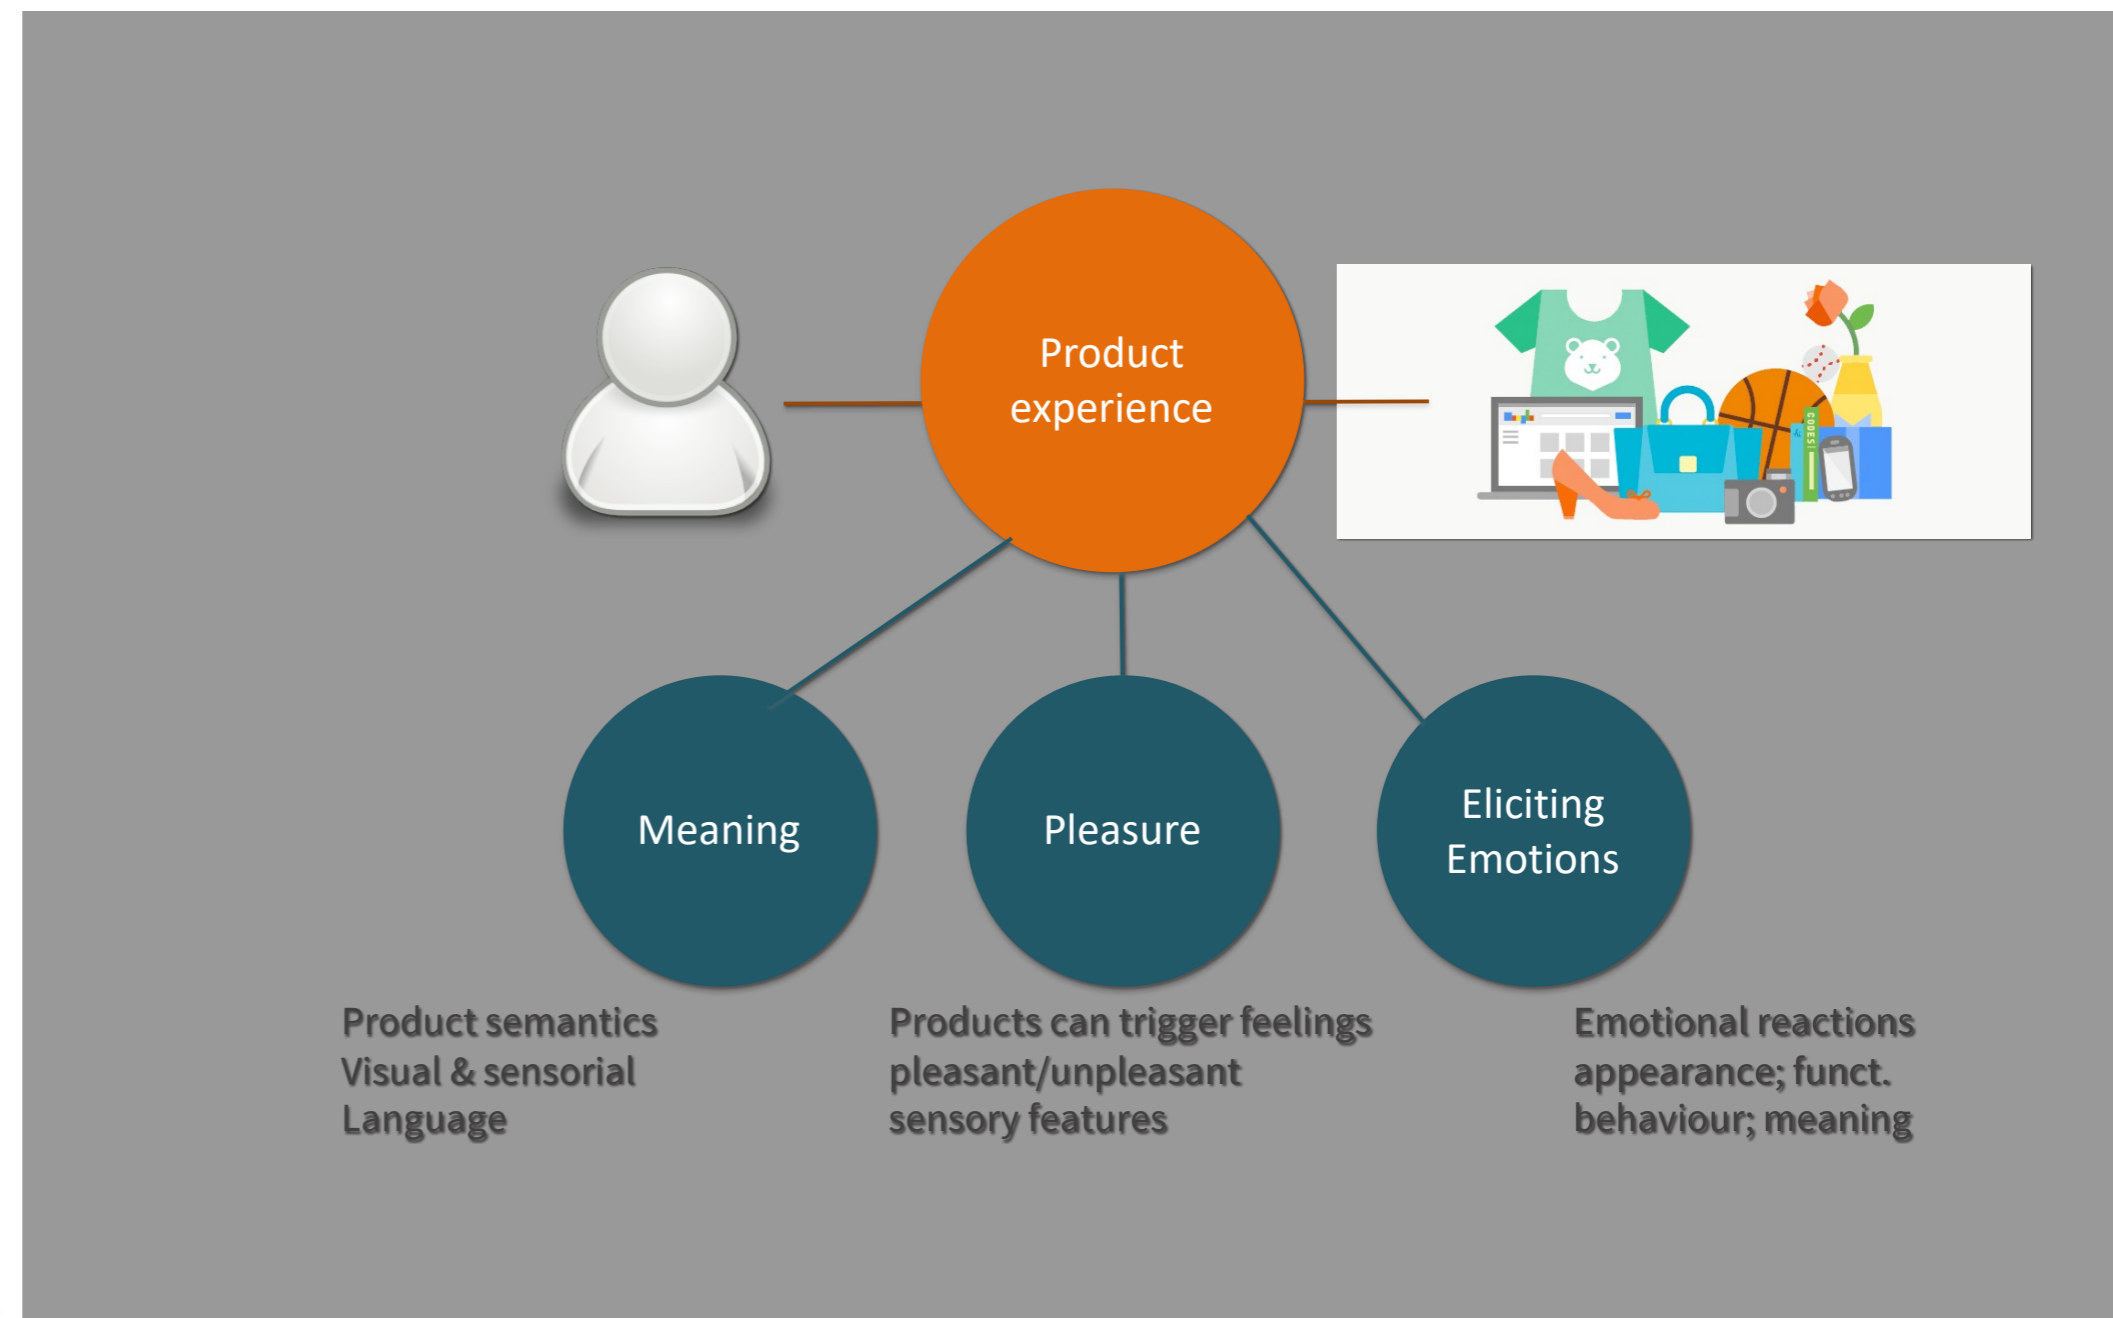 Product
experience
Meaning
Pleasure
Eliciting
Emotions
Product semantics
Visual & sensorial
Language
Products can trigger feelings
pleasant/unpleasant
sensory features
Emotional reactions
appearance; funct.
behaviour; meaning
CODES
&